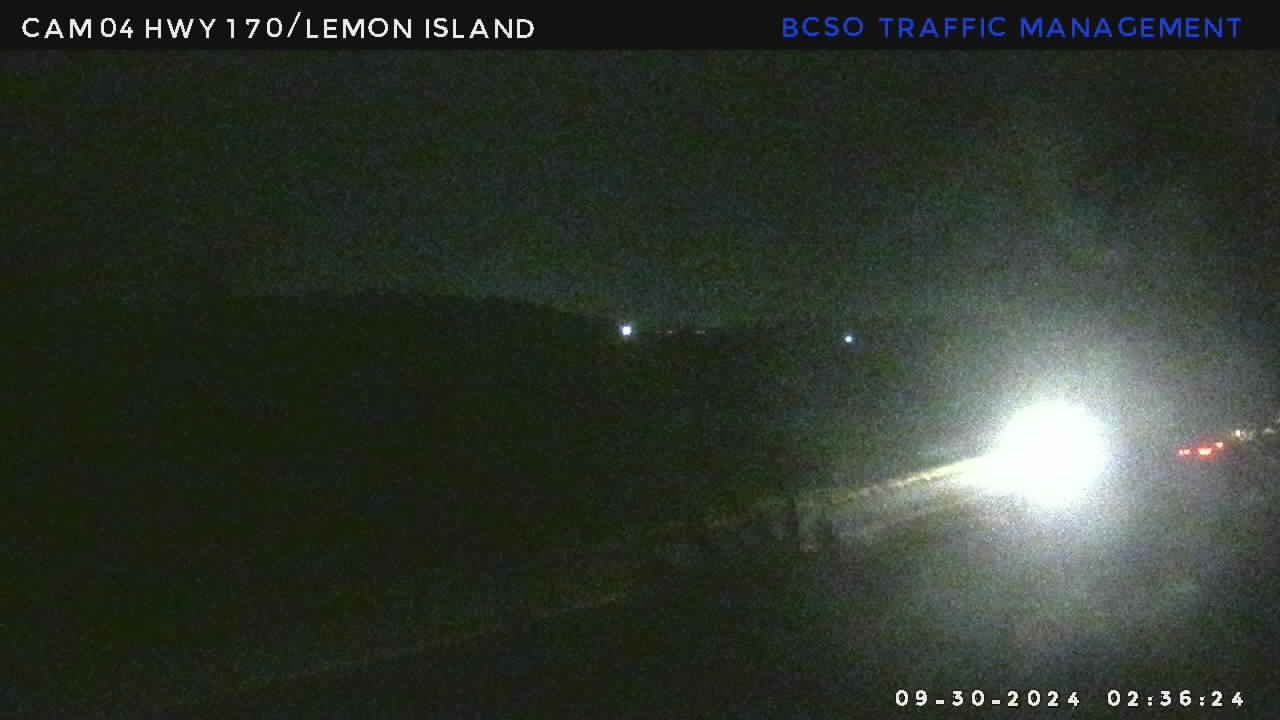 CAM04 HWY 170/LEMON ISLAND
BCSO TRAFFIC MANAGEMENT
09-30-2024 02:36:24